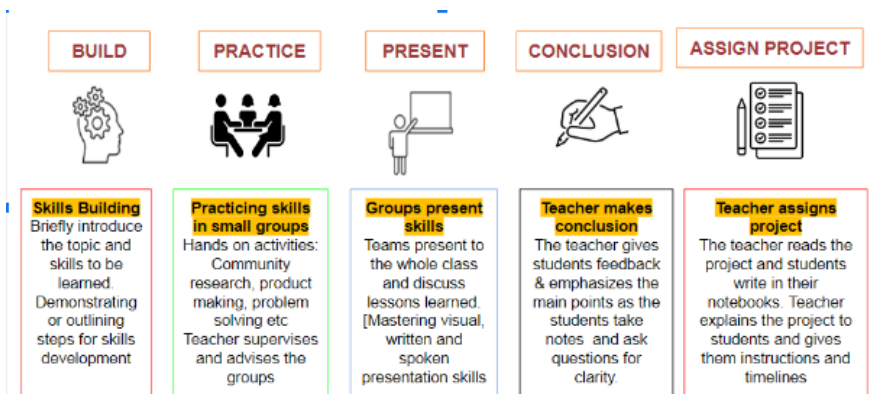 BUILD
PRACTICE
PRESENT
CONCLUSION
ASSIGN PROJECT
Skills Building
Briefly introduce
the topic and
skills to be
learned.
Demonstrating
or outlining
steps for skills
development
Practicing skills
in small groups
Hands on activities:
Community
research, product
making, problem
solving etc
Teacher supervises
and advises the
groups
Groups present
skills
Teams present to
the whole class
and discuss
lessons learned.
[Mastering visual,
written and
spoken
presentation skills
Teacher makes
conclusion
The teacher gives
students feedback
& emphasizes the
main points as the
students take
notes and ask
questions for
clarity.
Teacher assigns
project
The teacher reads the
project and students
write in their
notebooks. Teacher
explains the project to
students and gives
them instructions and
timelines